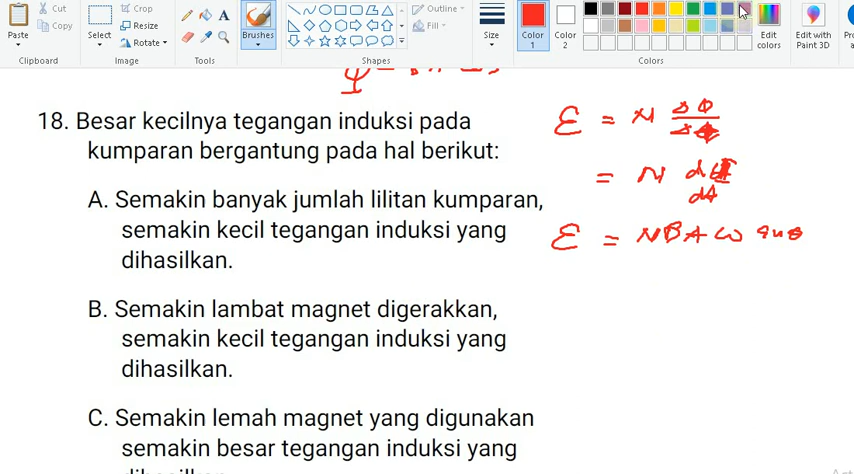 Paste
Cut
Copy
Clipboard
Select
Crop
Resize
Rotate
Image
A
Tools
Brushes
Outline
Fill
Shapes
Size
Color 1
Color 2
Edit colors
Colors
Edit with Paint 3D
18. Besar kecilnya tegangan induksi pada
kumparan bergantung pada hal berikut:
A. Semakin banyak jumlah lilitan kumparan,
semakin kecil tegangan induksi yang
dihasilkan.
B. Semakin lambat magnet digerakkan,
semakin kecil tegangan induksi yang
dihasilkan.
C. Semakin lemah magnet yang digunakan
semakin besar tegangan induksi yang
ε = N
= N
ε = NBAω sin θ